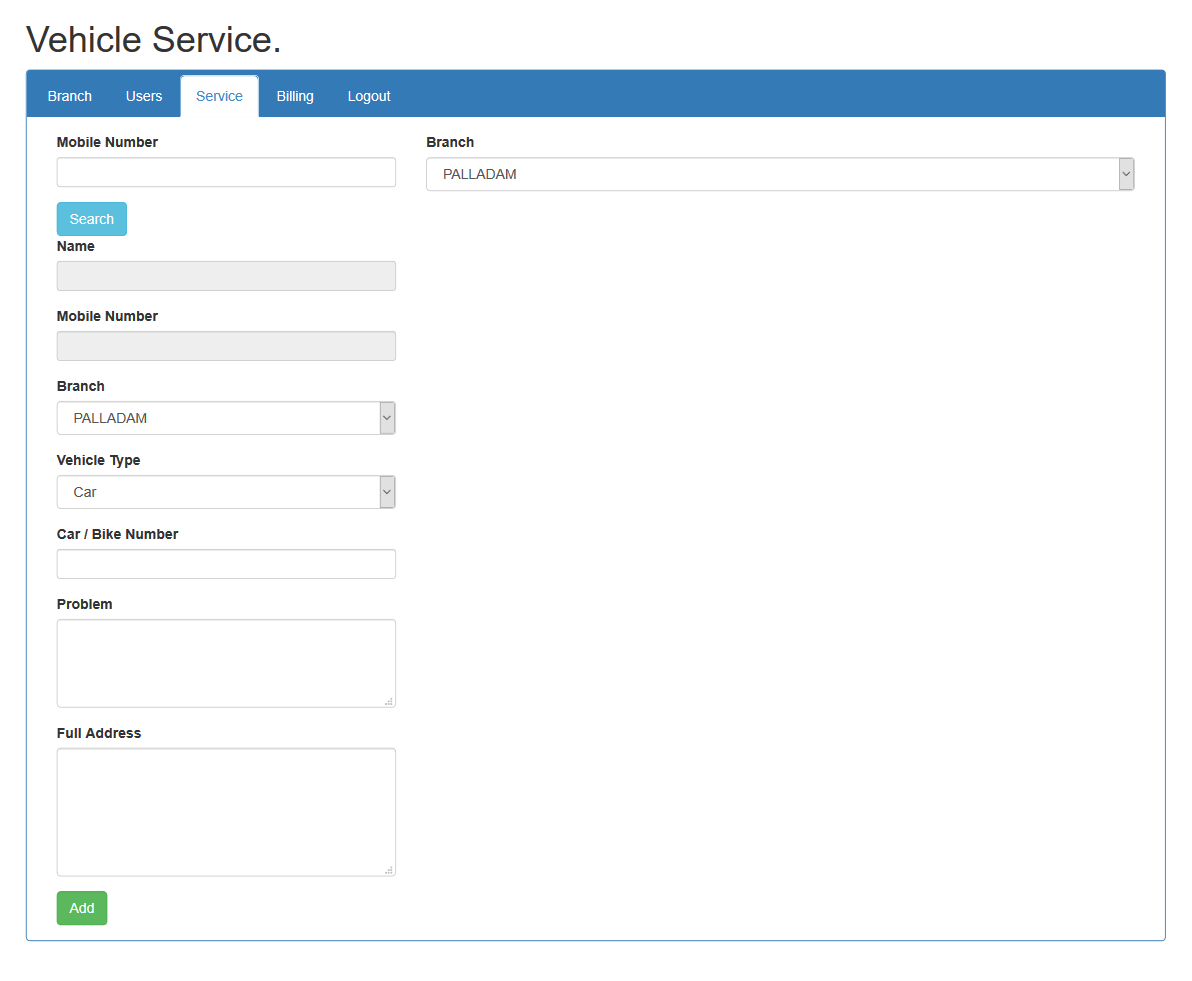 Vehicle Service.
Branch Users Service Billing Logout
Mobile Number
Search
Name
Mobile Number
Branch
PALLADAM
Vehicle Type
Car
Car / Bike Number
Problem
Full Address
Add
Branch
PALLADAM